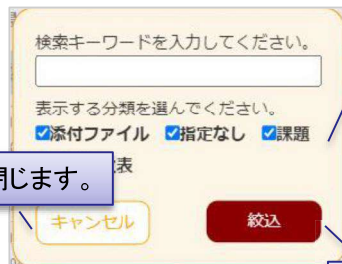 検索キーワードを入力してください。
表示する分類を選んでください。
添付ファイル 指定なし 課題
表
じます。
キャンセル 絞込